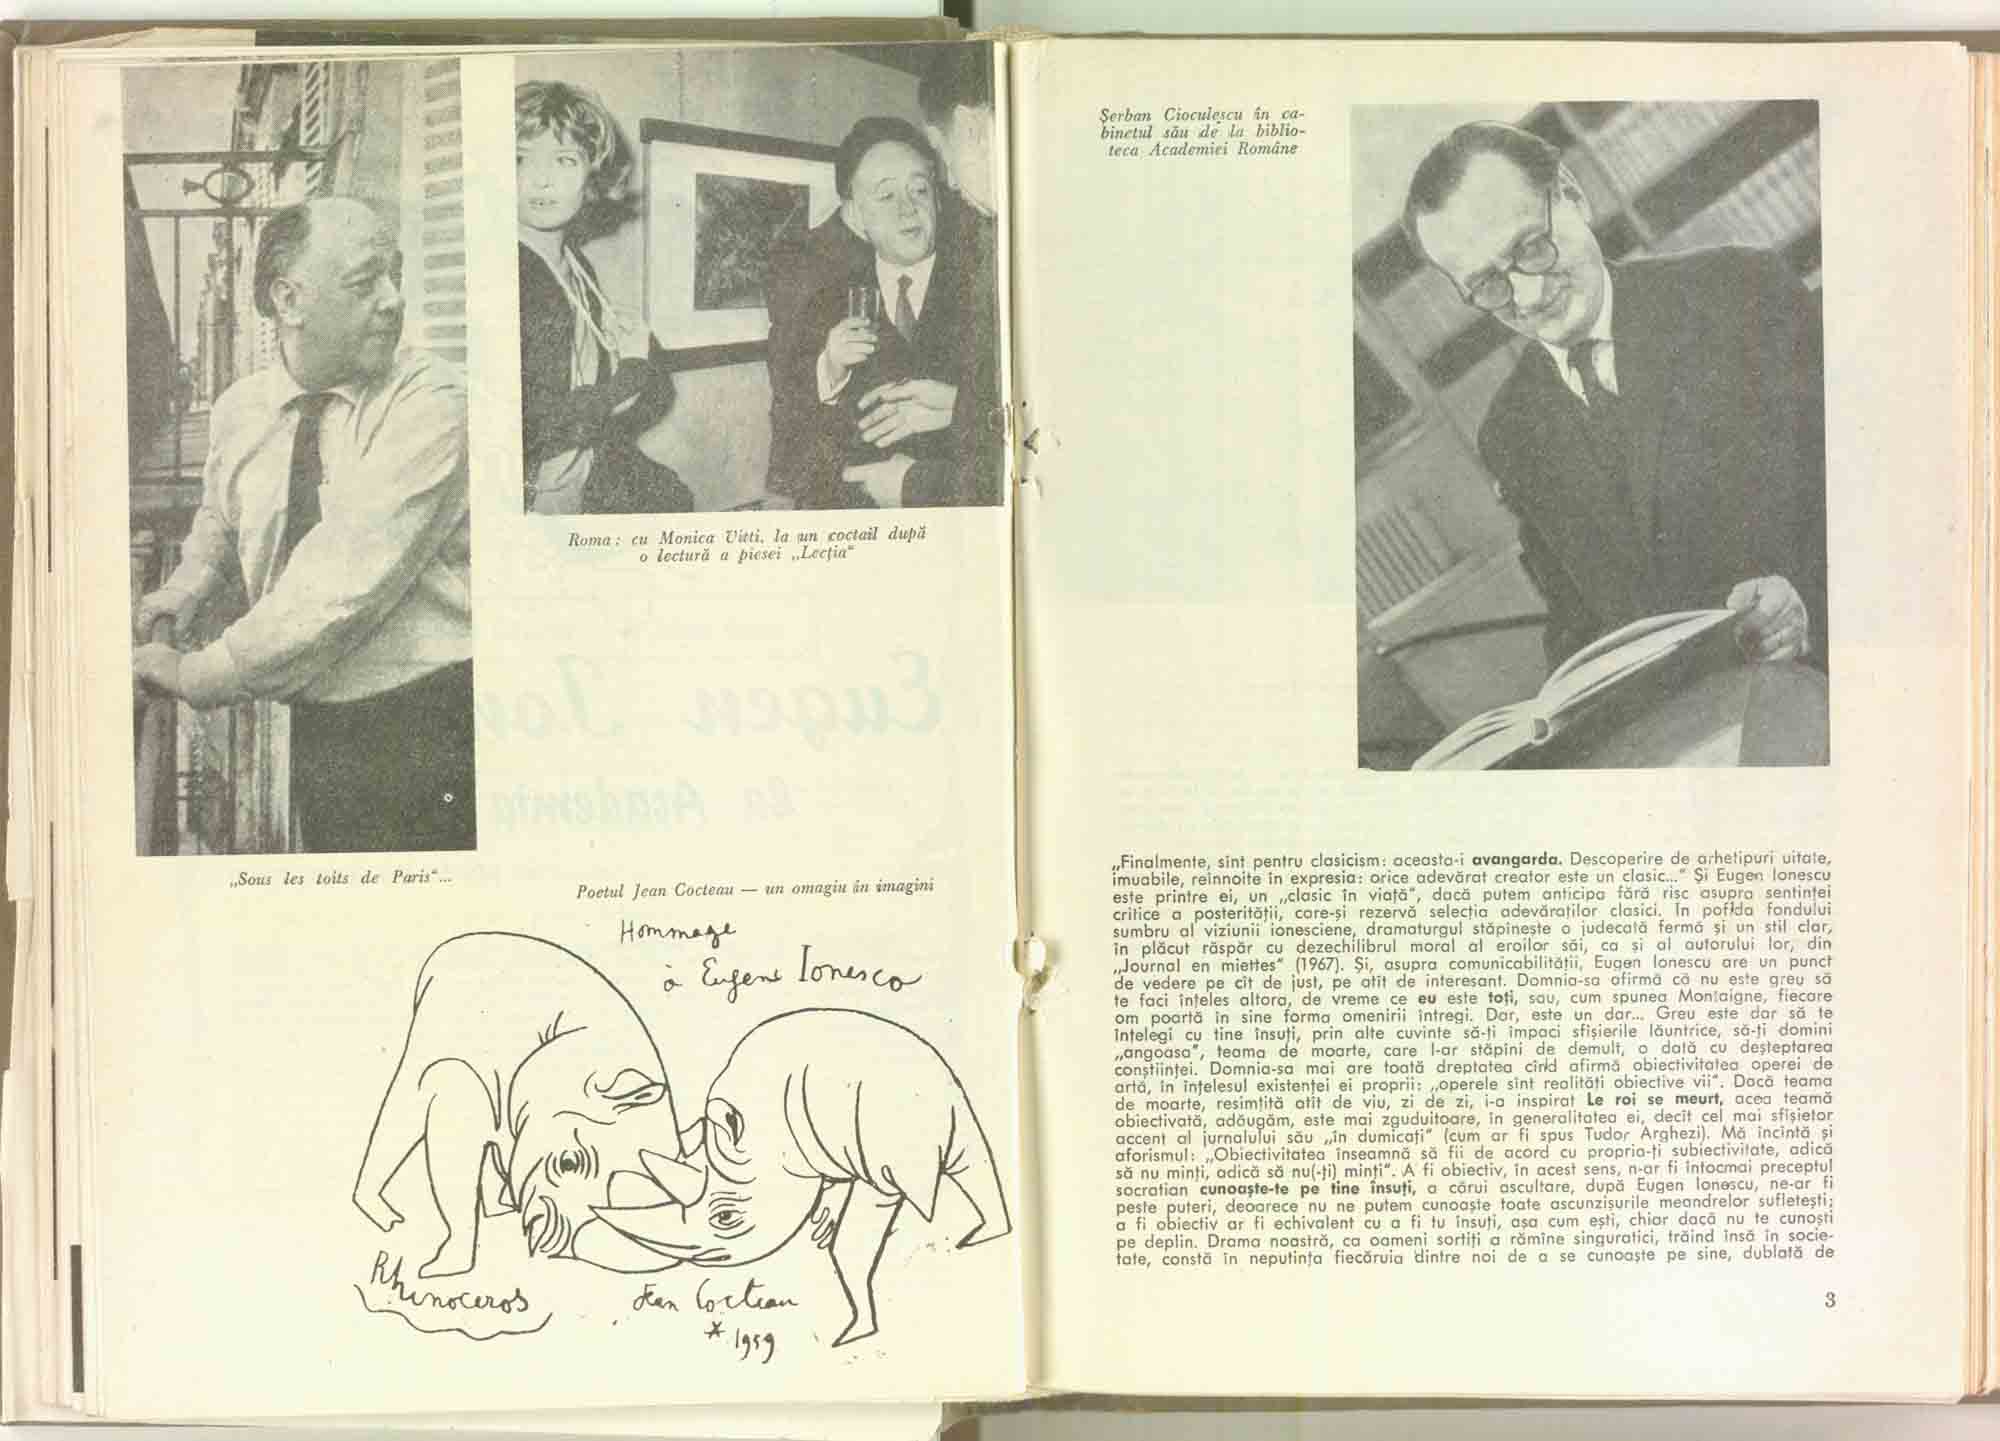 Roma: cu Monica Vitti, la un coctail după
o lectură a piesei „Lecția“
„Sous les toits de Paris“...
Poetul Jean Cocteau — un omagiu în imagini
Hommage
à Eugène Ionesco
Rhinoceros
Jean Cocteau
* 1959
Șerban Cioculescu în ca-
binetul său de la biblio-
teca Academiei Române
„Finalmente, sînt pentru clasicism: aceasta-i avangarda. Descoperire de arhetipuri uitate,
imuabile, reînnoite în expresia: orice adevărat creator este un clasic...“ Și Eugen Ionescu
este printre ei, un „clasic în viață“, dacă putem anticipa fără risc asupra sentinței
critice a posterității, care-și rezervă selecția adevăraților clasici. În pofida fondului
sumbru al viziunii ionesciene, dramaturgul stăpînește o judecată fermă și un stil clar,
în plăcut răspăr cu dezechilibrul moral al eroilor săi, ca și al autorului lor, din
„Journal en miettes“ (1967). Și, asupra comunicabilității, Eugen Ionescu are un punct
de vedere pe cît de just, pe atît de interesant. Domnia-sa afirmă că nu este greu să
te faci înțeles altora, de vreme ce eu este toți, sau, cum spunea Montaigne, fiecare
om poartă în sine forma omenirii întregi. Dar, este un dar... Greu este dar să te
înțelegi cu tine însuți, prin alte cuvinte să-ți împaci sfîșierile lăuntrice, să-ți domini
„angoasa“, teama de moarte, care l-ar stăpîni de demult, o dată cu deșteptarea
conștiinței. Domnia-sa mai are toată dreptatea cînd afirmă obiectivitatea operei de
artă, în înțelesul existenței ei proprii: „operele sînt realități obiective vii“. Dacă teama
de moarte, resimțită atît de viu, zi de zi, i-a inspirat Le roi se meurt, acea teamă
obiectivată, adăugăm, este mai zguduitoare, în generalitatea ei, decît cel mai sfîșietor
accent al jurnalului său „în dumicați“ (cum ar fi spus Tudor Arghezi). Mă încîntă și
aforismul: „Obiectivitatea înseamnă să fii de acord cu propria-ți subiectivitate, adică
să nu minți, adică să nu(-ți) minți“. A fi obiectiv, în acest sens, n-ar fi întocmai preceptul
socratian cunoaște-te pe tine însuți, a cărui ascultare, după Eugen Ionescu, ne-ar fi
peste puteri, deoarece nu ne putem cunoaște toate ascunzișurile meandrelor sufletești;
a fi obiectiv ar fi echivalent cu a fi tu însuți, așa cum ești, chiar dacă nu te cunoști
pe deplin. Drama noastră, ca oameni sortiți a rămîne singuratici, trăind însă în socie-
tate, constă în neputința fiecăruia dintre noi de a se cunoaște pe sine, dublată de
3